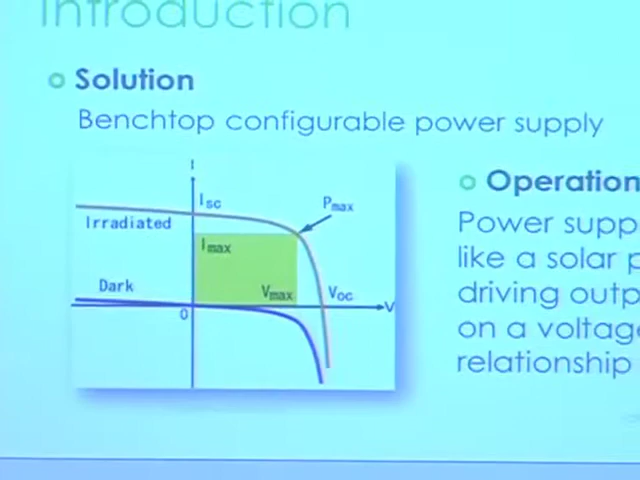 Introduction
Solution
Benchtop configurable power supply
I
Isc
Pmax
Irradiated
Imax
Dark
Vmax
Voc
0
V
Operation
Power supp
like a solar p
driving outp
on a voltage
relationship